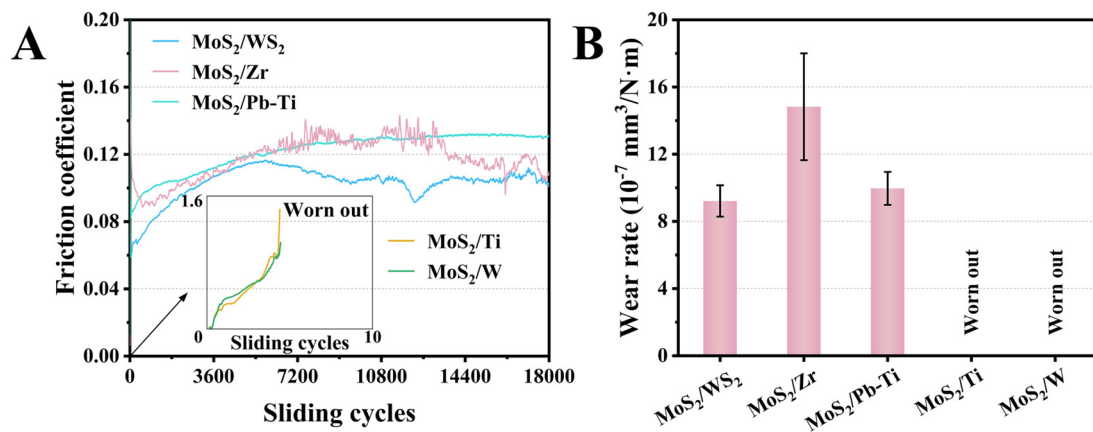 A
Friction coefficient
0.20
0.16
0.12
0.08
0.04
0.00
MoS₂/WS₂
MoS₂/Zr
MoS₂/Pb-Ti
1.6
Worn out
MoS₂/Ti
MoS₂/W
0
10
Sliding cycles
0
3600
7200
10800
14400
18000
Sliding cycles
B
Wear rate (10⁻⁷ mm³/N·m)
20
16
12
8
4
0
Worn out
Worn out
MoS₂/WS₂
MoS₂/Zr
MoS₂/Pb-Ti
MoS₂/Ti
MoS₂/W